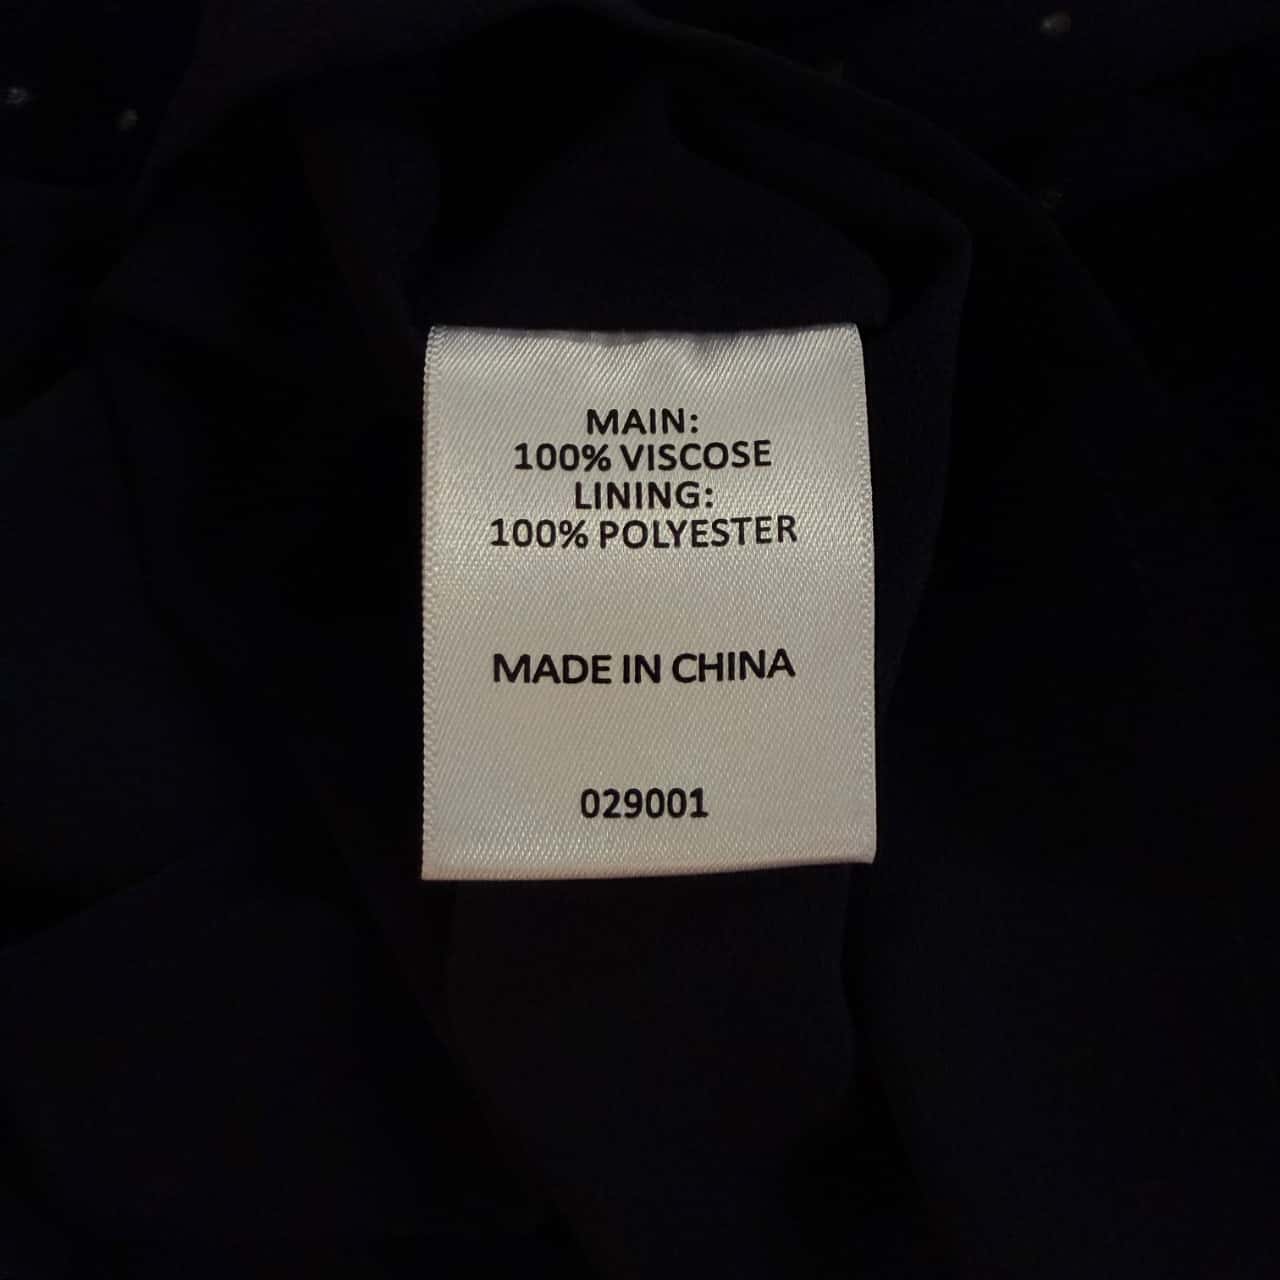 MAIN:
100% VISCOSE
LINING:
100% POLYESTER
MADE IN CHINA
029001